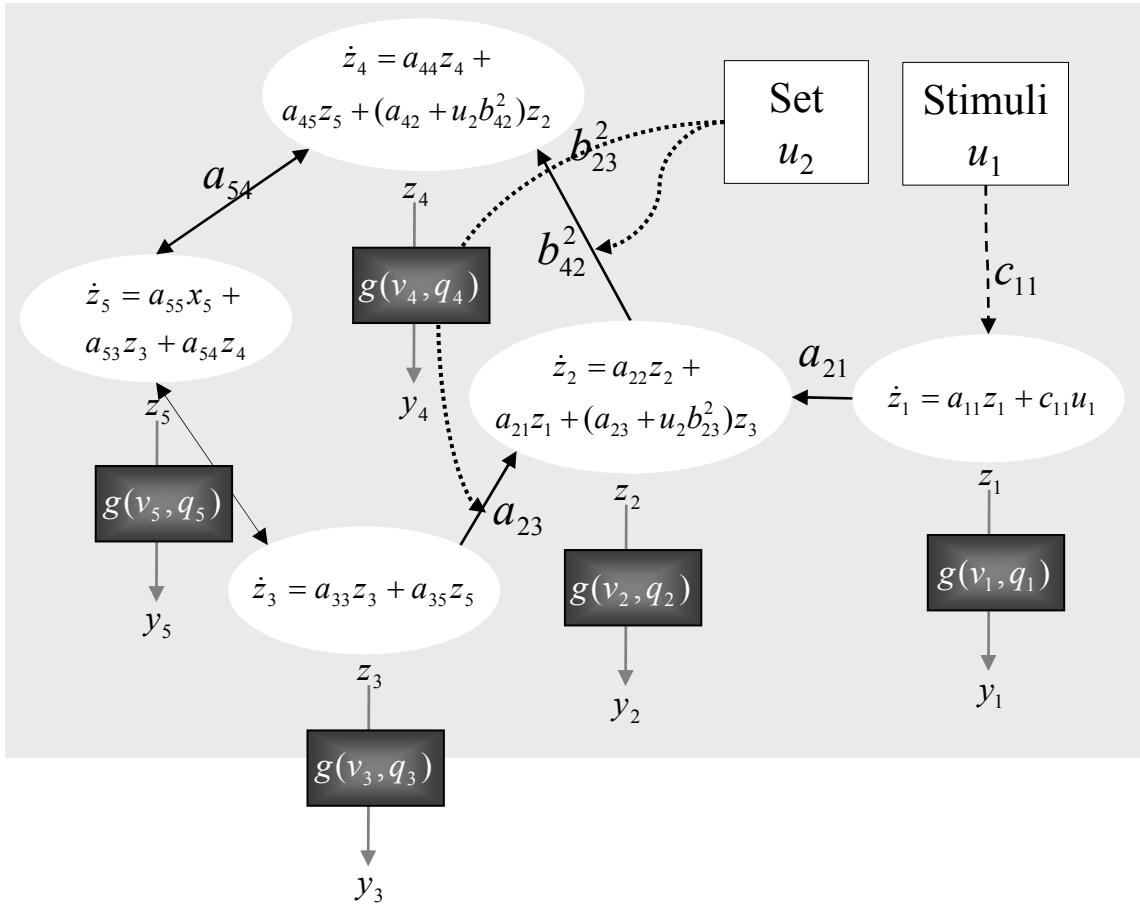 ż₄ = a₄₄z₄ +
a₄₅z₅ + (a₄₂ + u₂b²₄₂)z₂
Set
u₂
Stimuli
u₁
b²₂₃
a₅₄
z₄
b²₄₂
g(v₄, q₄)
c₁₁
ż₅ = a₅₅x₅ +
a₅₃z₃ + a₅₄z₄
ż₂ = a₂₂z₂ +
a₂₁z₁ + (a₂₃ + u₂b²₂₃)z₃
a₂₁
ż₁ = a₁₁z₁ + c₁₁u₁
y₄
z₅
g(v₅, q₅)
y₅
a₂₃
z₂
g(v₂, q₂)
y₂
z₁
g(v₁, q₁)
y₁
ż₃ = a₃₃z₃ + a₃₅z₅
z₃
g(v₃, q₃)
y₃